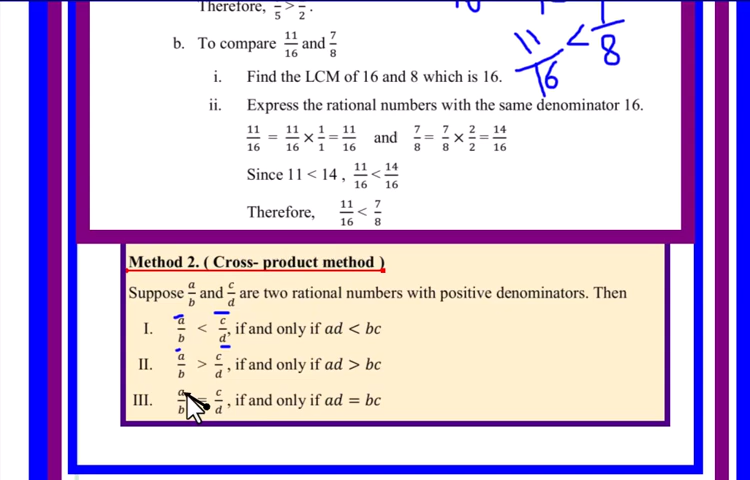 Therefore, /5 > /2 .
b. To compare 11/16 and 7/8
i. Find the LCM of 16 and 8 which is 16.
ii. Express the rational numbers with the same denominator 16.
11/16 = 11/16 × 1/1 = 11/16 and 7/8 = 7/8 × 2/2 = 14/16
Since 11 < 14 , 11/16 < 14/16
Therefore, 11/16 < 7/8
11/16 < /8
Method 2. ( Cross- product method )
Suppose a/b and c/d are two rational numbers with positive denominators. Then
I. a/b < c/d, if and only if ad < bc
II. a/b > c/d , if and only if ad > bc
III. a/b = c/d , if and only if ad = bc